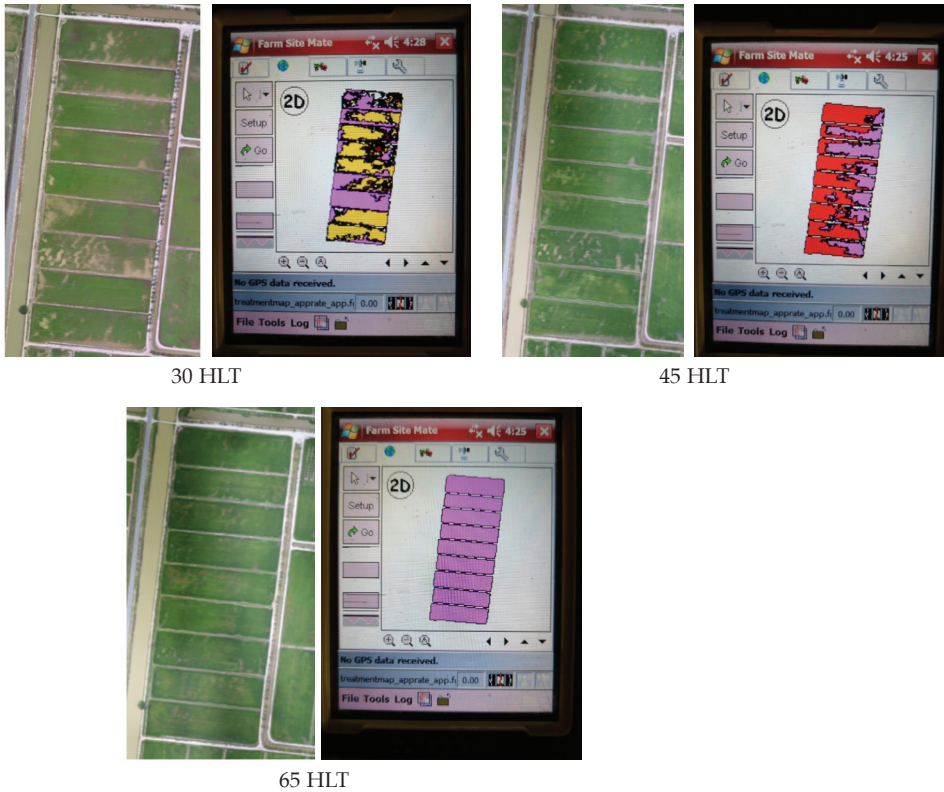 Farm Site Mate 4:28
2D
Setup
Go
No GPS data received.
treatmentmap_apprate_app.f 0.00 N
File Tools Log
30 HLT
Farm Site Mate 4:25
2D
Setup
Go
No GPS data received.
treatmentmap_apprate_app.f 0.00 N
File Tools Log
45 HLT
Farm Site Mate 4:25
2D
Setup
Go
No GPS data received.
treatmentmap_apprate_app.f 0.00 N
File Tools Log
65 HLT